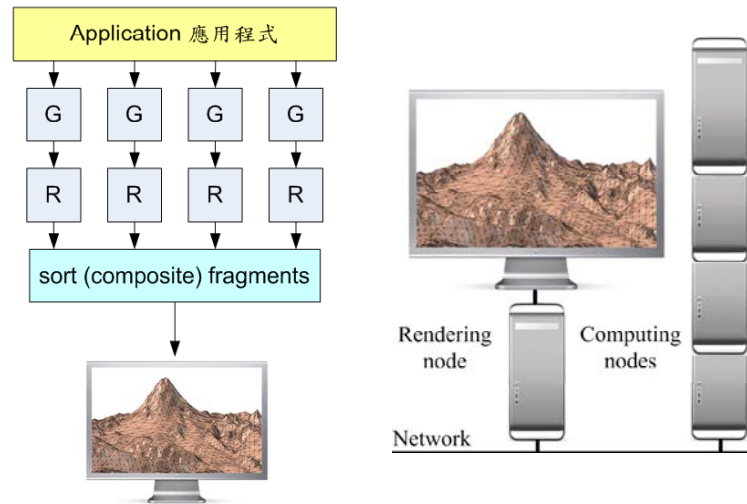 Application 應用程式
G G G G
R R R R
sort (composite) fragments
Rendering
node
Computing
nodes
Network